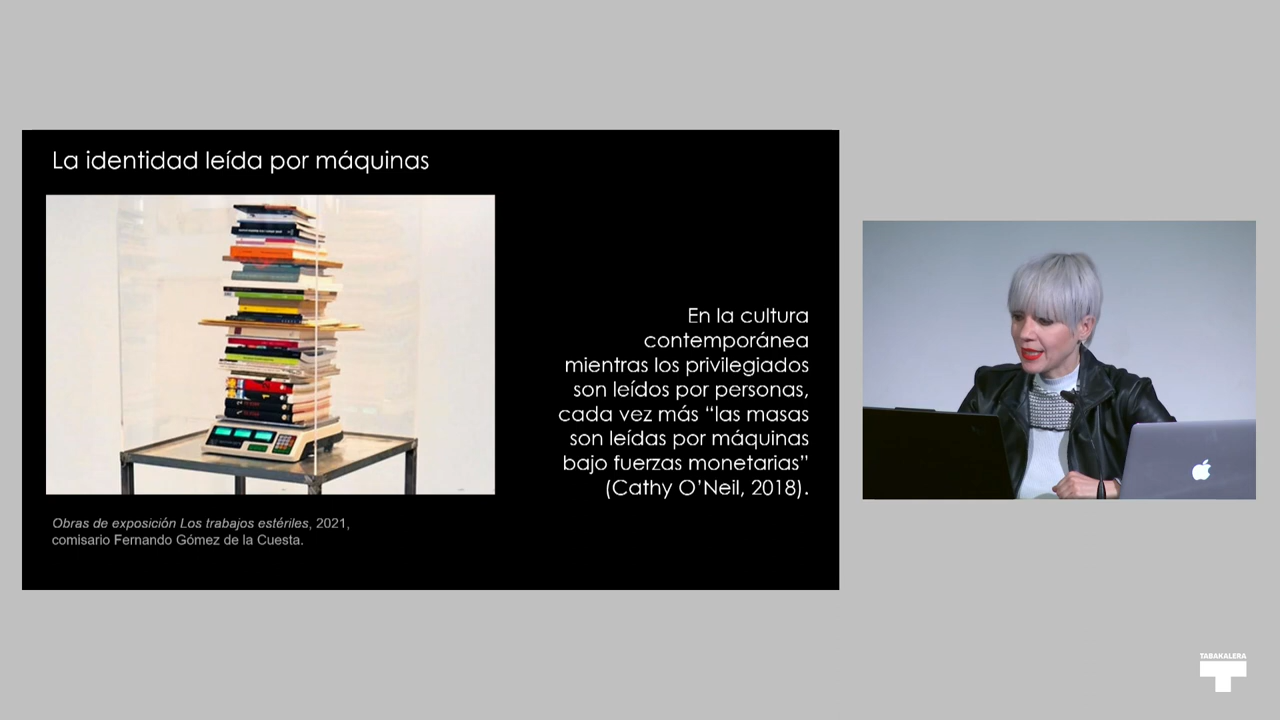 La identidad leída por máquinas
En la cultura
contemporánea
mientras los privilegiados
son leídos por personas,
cada vez más “las masas
son leídas por máquinas
bajo fuerzas monetarias”
(Cathy O’Neil, 2018).
Obras de exposición Los trabajos estériles, 2021,
comisario Fernando Gómez de la Cuesta.
TABAKALERA